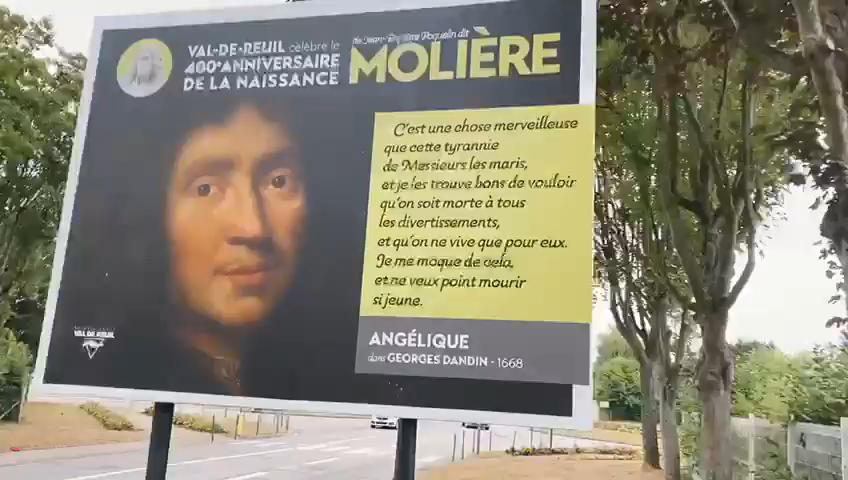 VAL-DE-REUIL célèbre le
400e ANNIVERSAIRE
DE LA NAISSANCE
de Jean-Baptiste Poquelin dit
MOLIÈRE
C'est une chose merveilleuse
que cette tyrannie
de Messieurs les maris,
et je les trouve bons de vouloir
qu'on soit morte à tous
les divertissements,
et qu'on ne vive que pour eux.
Je me moque de cela,
et ne veux point mourir
si jeune.
ANGÉLIQUE
dans GEORGES DANDIN - 1668
VAL DE REUIL